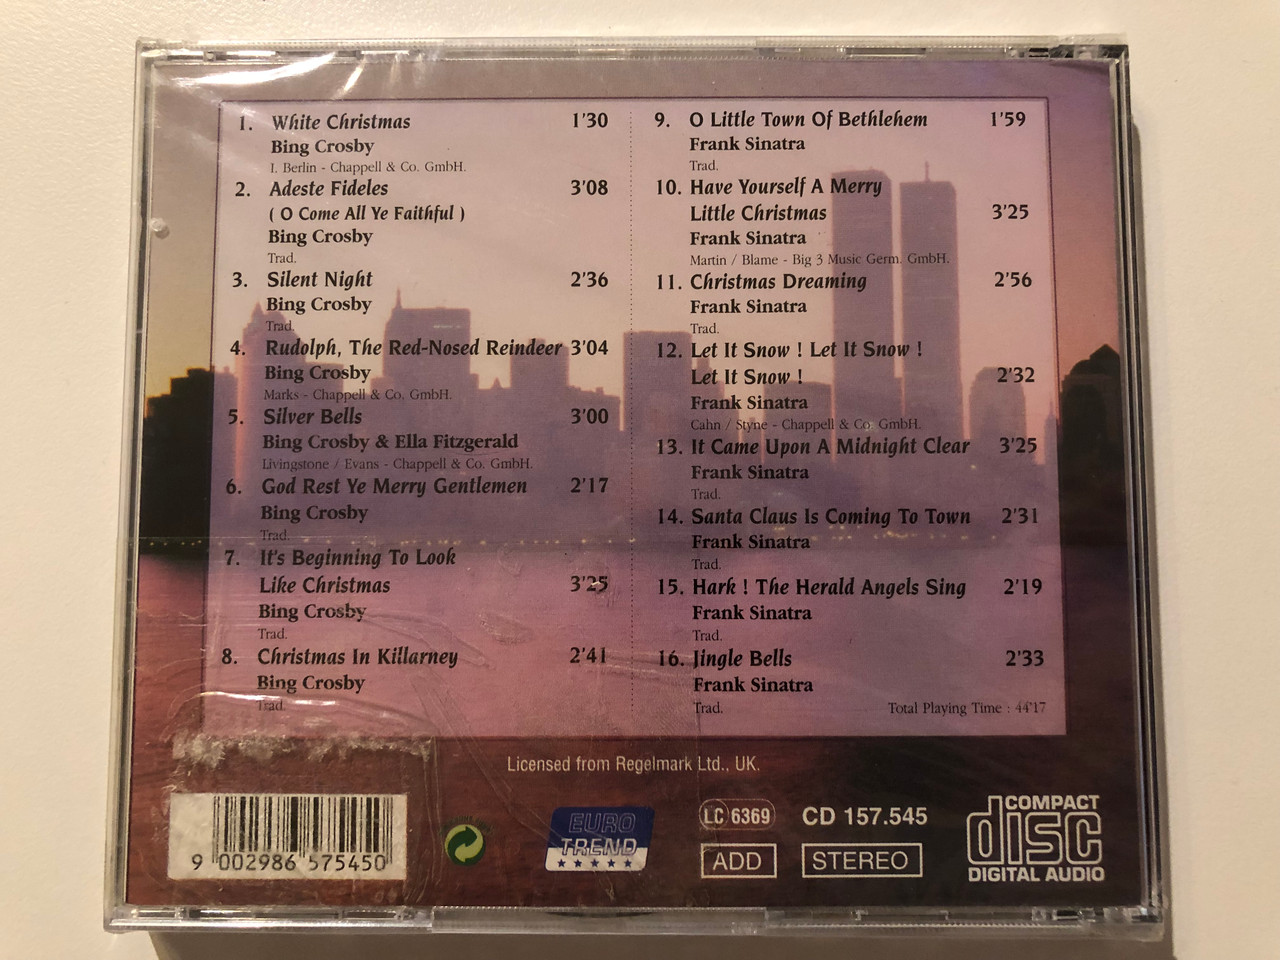 1. White Christmas 1'30
Bing Crosby
I. Berlin - Chappell & Co. GmbH.
2. Adeste Fideles 3'08
( O Come All Ye Faithful )
Bing Crosby
Trad.
3. Silent Night 2'36
Bing Crosby
Trad.
4. Rudolph, The Red-Nosed Reindeer 3'04
Bing Crosby
Marks - Chappell & Co. GmbH.
5. Silver Bells 3'00
Bing Crosby & Ella Fitzgerald
Livingstone / Evans - Chappell & Co. GmbH.
6. God Rest Ye Merry Gentlemen 2'17
Bing Crosby
Trad.
7. It's Beginning To Look
Like Christmas 3'25
Bing Crosby
Trad.
8. Christmas In Killarney 2'41
Bing Crosby
Trad.
9. O Little Town Of Bethlehem 1'59
Frank Sinatra
Trad.
10. Have Yourself A Merry
Little Christmas 3'25
Frank Sinatra
Martin / Blame - Big 3 Music Germ. GmbH.
11. Christmas Dreaming 2'56
Frank Sinatra
Trad.
12. Let It Snow ! Let It Snow !
Let It Snow ! 2'32
Frank Sinatra
Cahn / Styne - Chappell & Co. GmbH.
13. It Came Upon A Midnight Clear 3'25
Frank Sinatra
Trad.
14. Santa Claus Is Coming To Town 2'31
Frank Sinatra
Trad.
15. Hark ! The Herald Angels Sing 2'19
Frank Sinatra
Trad.
16. Jingle Bells 2'33
Frank Sinatra
Trad.
Total Playing Time : 44'17
Licensed from Regelmark Ltd., UK.
9 002986 575450
EURO
TREND
LC 6369
CD 157.545
ADD
STEREO
COMPACT
disc
DIGITAL AUDIO